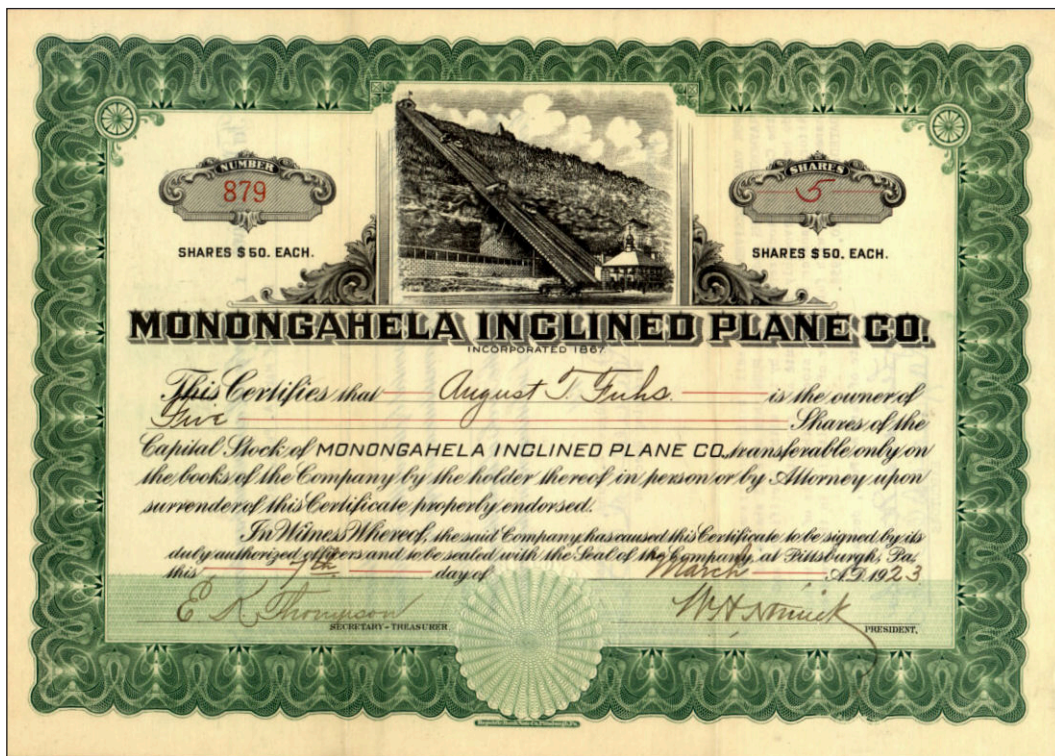 NUMBER
879
SHARES $50. EACH.
SHARES
5
SHARES $50. EACH.
MONONGAHELA INCLINED PLANE CO.
INCORPORATED 1867
This Certifies that August T. Fuhs. is the owner of
Five Shares of the
Capital Stock of MONONGAHELA INCLINED PLANE CO., transferable only on
the books of the Company by the holder thereof in person or by Attorney upon
surrender of this Certificate properly endorsed.
In Witness Whereof, the said Company has caused this Certificate to be signed by its
duly authorized officers and to be sealed with the Seal of the Company, at Pittsburgh, Pa.,
this 7th day of March A.D. 1923
E K Thompson
SECRETARY-TREASURER
W H Nimick
PRESIDENT,